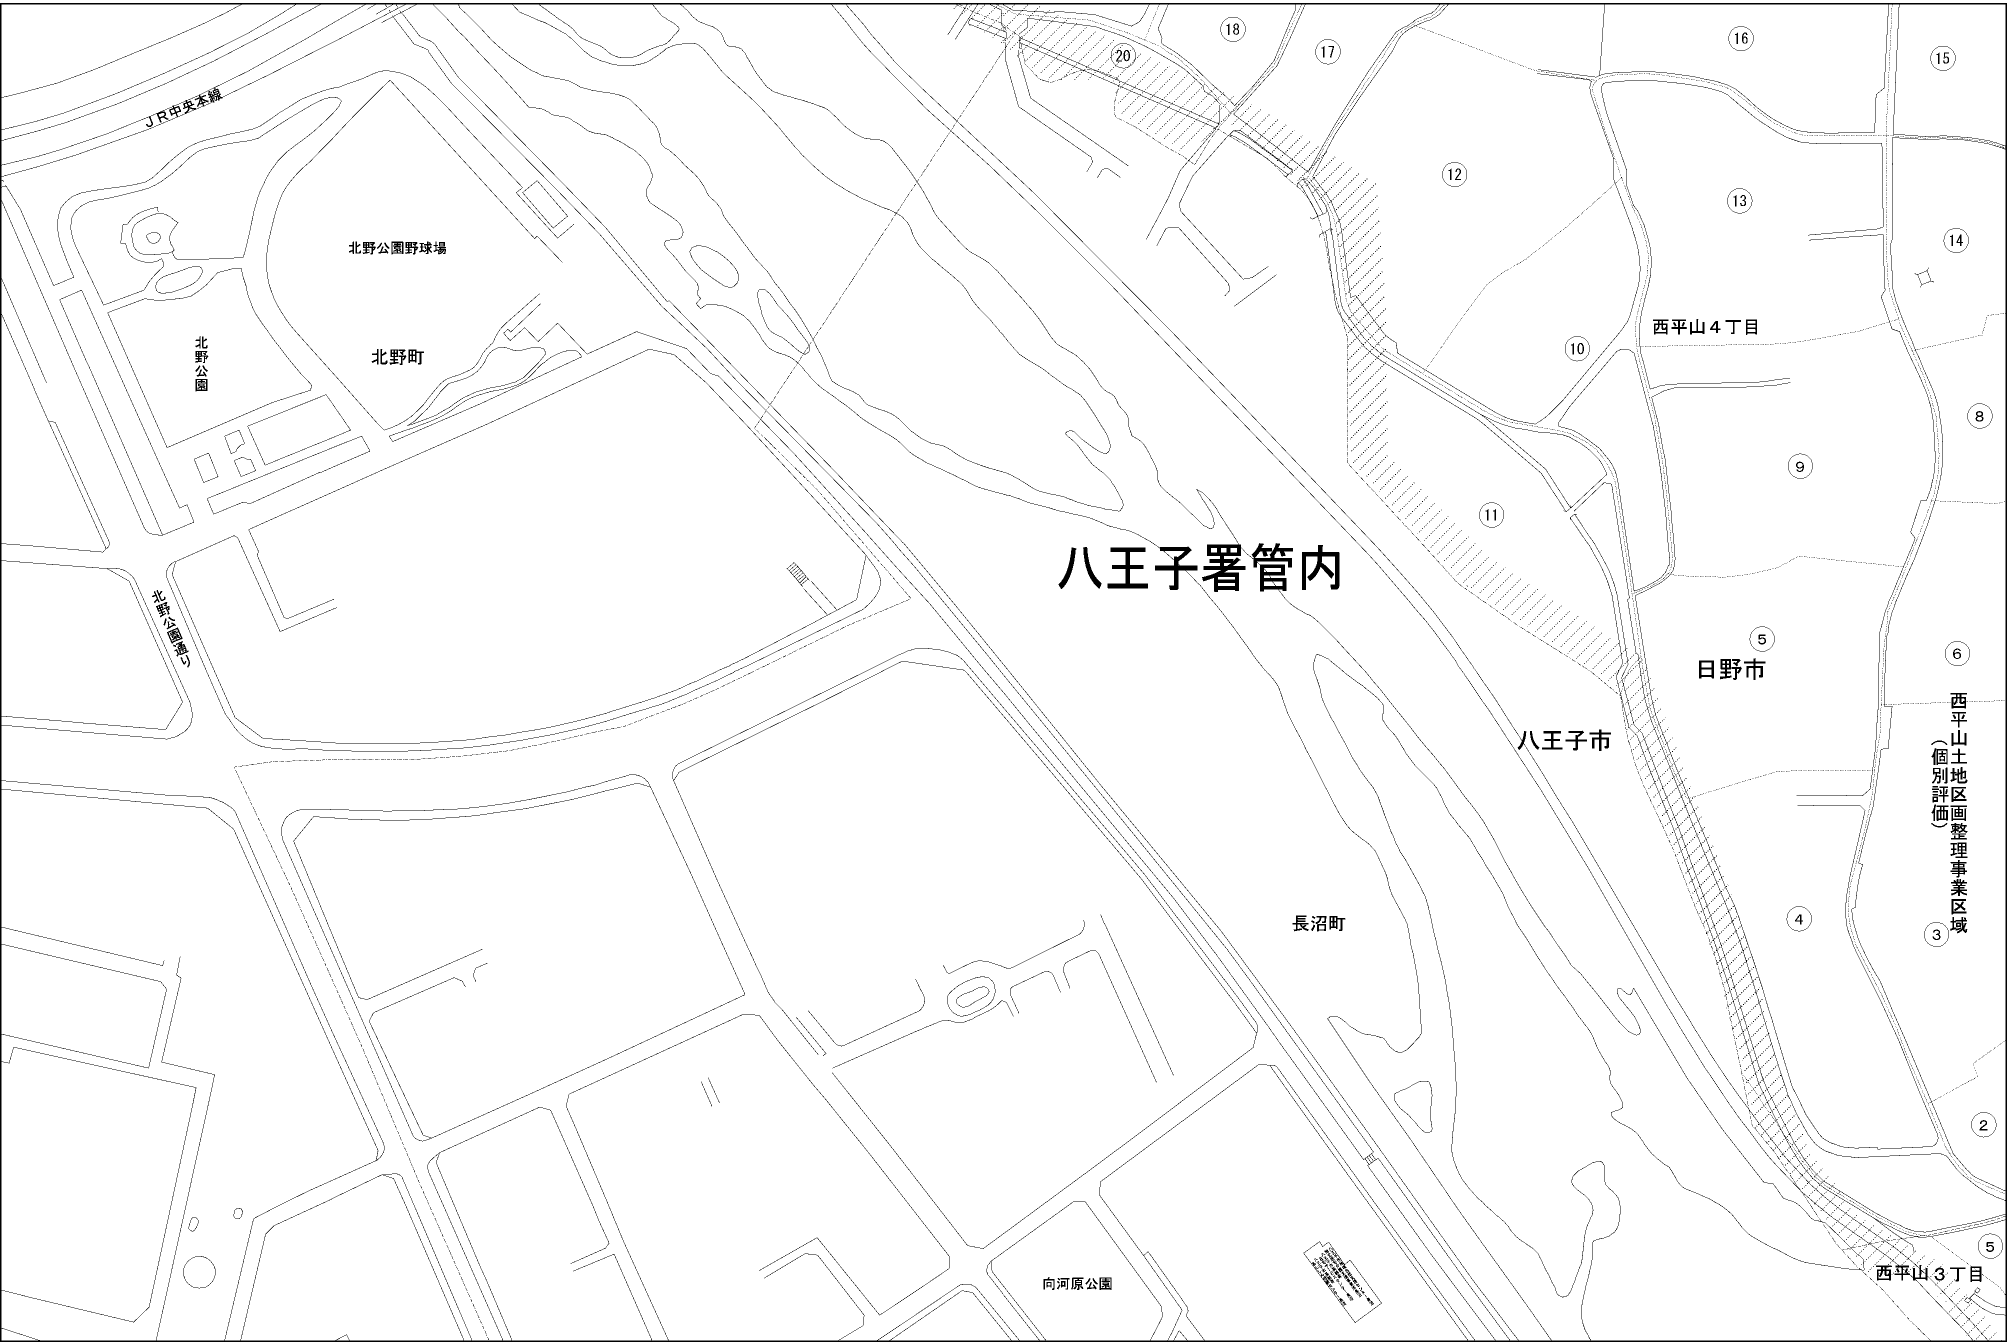 18
17
20
16
15
ＪＲ中央本線
12
13
14
北野公園野球場
西平山４丁目
北野公園
北野町
10
8
9
11
八王子署管内
北野公園通り
5
6
日野市
西平山土地区画整理事業区域
（個別評価）
八王子市
4
長沼町
3
2
5
西平山３丁目
向河原公園